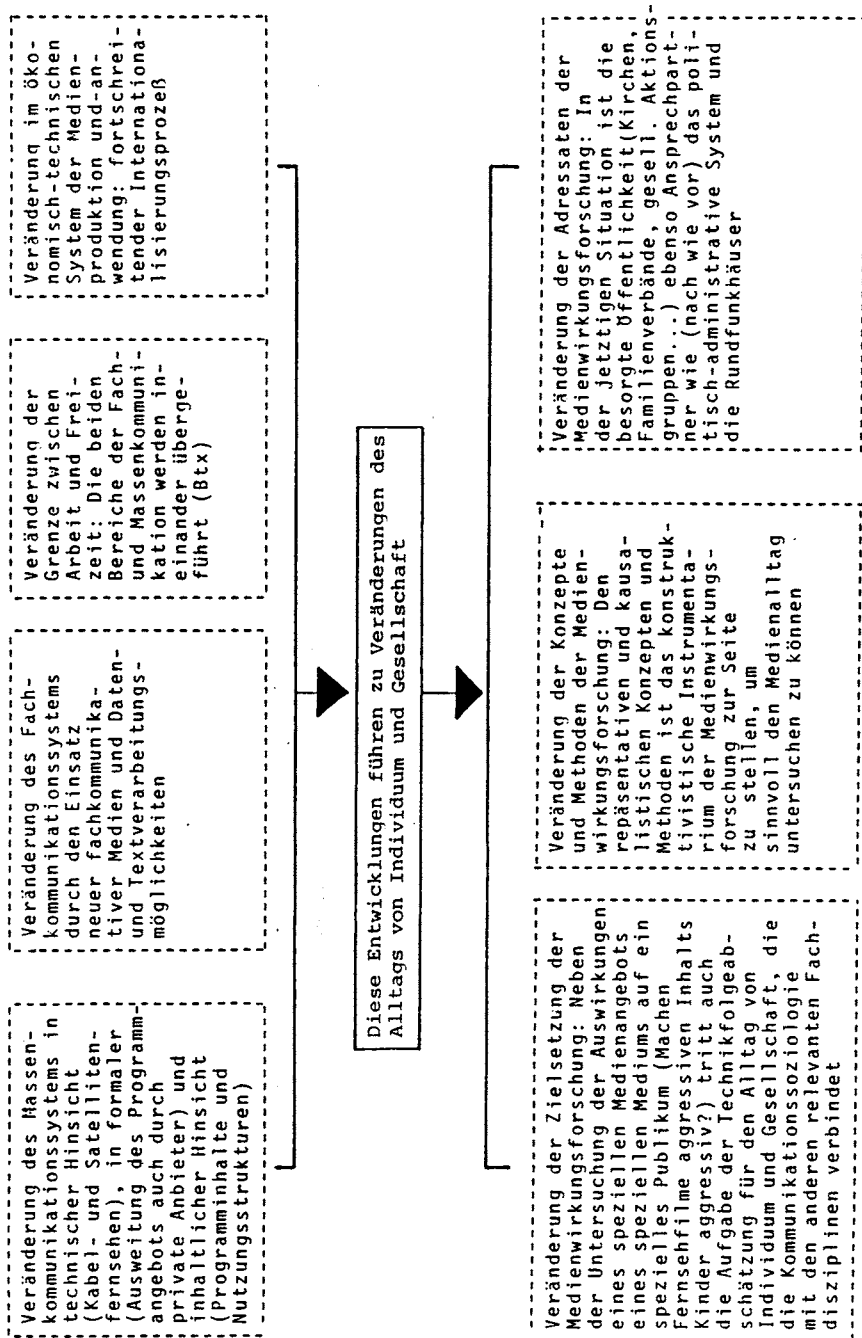 Veränderung des Massen-
kommunikationssystems in
technischer Hinsicht
(Kabel- und Satelliten-
fernsehen), in formaler
(Ausweitung des Programm-
angebots auch durch
private Anbieter) und
inhaltlicher Hinsicht
(Programminhalte und
Nutzungsstrukturen)
Veränderung des Fach-
kommunikationssystems
durch den Einsatz
neuer fachkommunika-
tiver Medien und Daten-
und Textverarbeitungs-
möglichkeiten
Veränderung der
Grenze zwischen
Arbeit und Frei-
zeit: Die beiden
Bereiche der Fach-
und Massenkommuni-
kation werden in-
einander überge-
führt (Btx)
Veränderung im öko-
nomisch-technischen
System der Medien-
produktion und-an-
wendung: fortschrei-
tender Internationa-
lisierungsprozeß
Diese Entwicklungen führen zu Veränderungen des
Alltags von Individuum und Gesellschaft
Veränderung der Zielsetzung der
Medienwirkungsforschung: Neben
der Untersuchung der Auswirkungen
eines speziellen Medienangebots
eines speziellen Mediums auf ein
spezielles Publikum (Machen
Fernsehfilme aggressiven Inhalts
Kinder aggressiv?) tritt auch
die Aufgabe der Technikfolgeab-
schätzung für den Alltag von
Individuum und Gesellschaft, die
die Kommunikationssoziologie
mit den anderen relevanten Fach-
disziplinen verbindet
Veränderung der Konzepte
und Methoden der Medien-
wirkungsforschung: Den
repäsentativen und kausa-
listischen Konzepten und
Methoden ist das konstruk-
tivistische Instrumenta-
rium der Medienwirkungs-
forschung zur Seite
zu stellen, um
sinnvoll den Medienalltag
untersuchen zu können
Veränderung der Adressaten der
Medienwirkungsforschung: In
der jetztigen Situation ist die
besorgte Öffentlichkeit(Kirchen,
Familienverbände, gesell. Aktions-
gruppen...) ebenso Ansprechpart-
ner wie (nach wie vor) das poli-
tisch-administrative System und
die Rundfunkhäuser